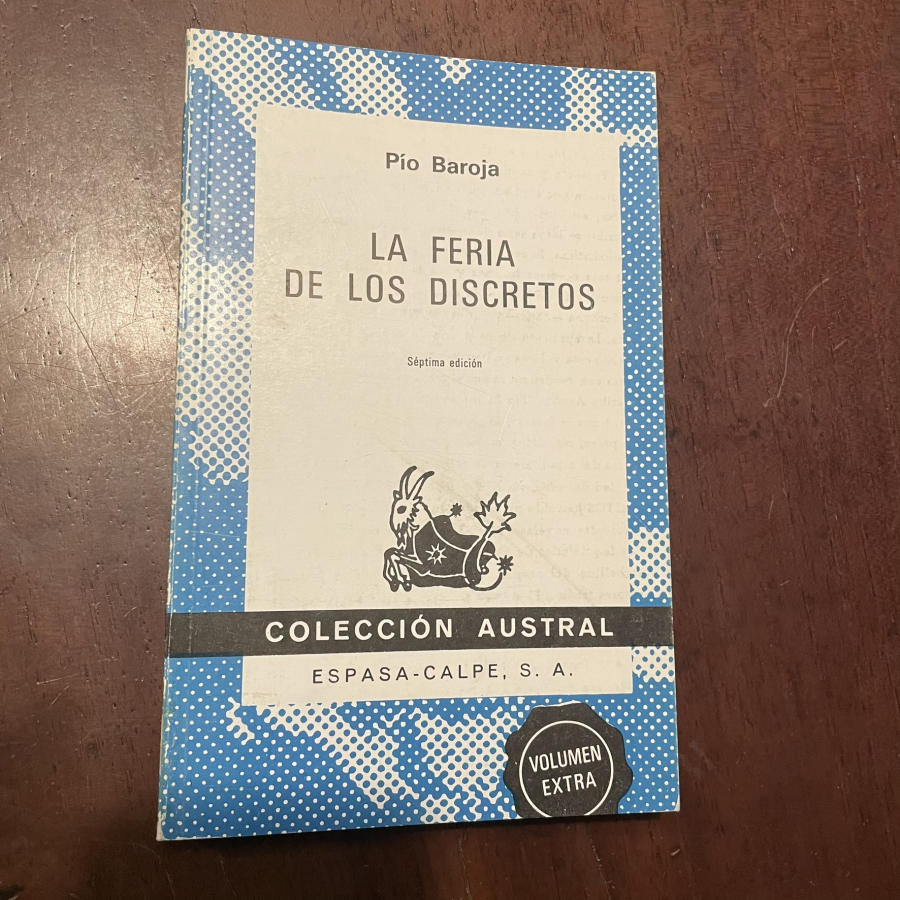 Pío Baroja
LA FERIA
DE LOS DISCRETOS
Séptima edición
COLECCIÓN AUSTRAL
ESPASA-CALPE, S. A.
VOLUMEN
EXTRA